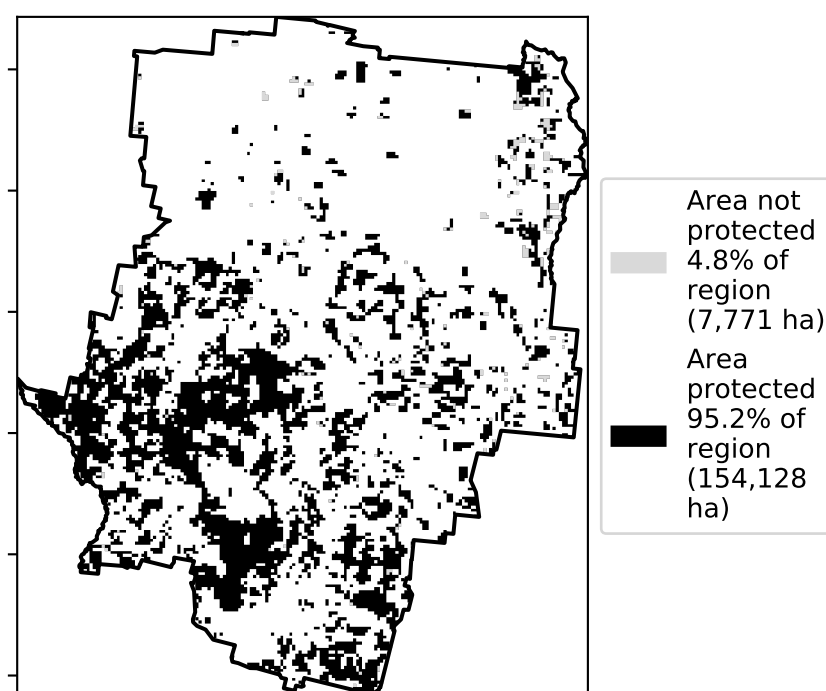 Area not
protected
4.8% of
region
(7,771 ha)
Area
protected
95.2% of
region
(154,128
ha)